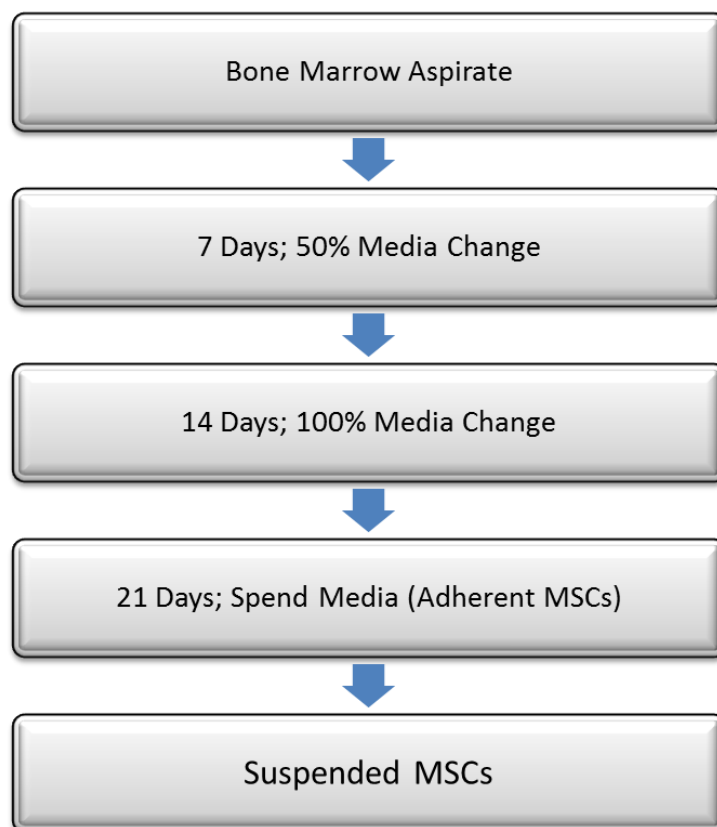 Bone Marrow Aspirate
7 Days; 50% Media Change
14 Days; 100% Media Change
21 Days; Spend Media (Adherent MSCs)
Suspended MSCs